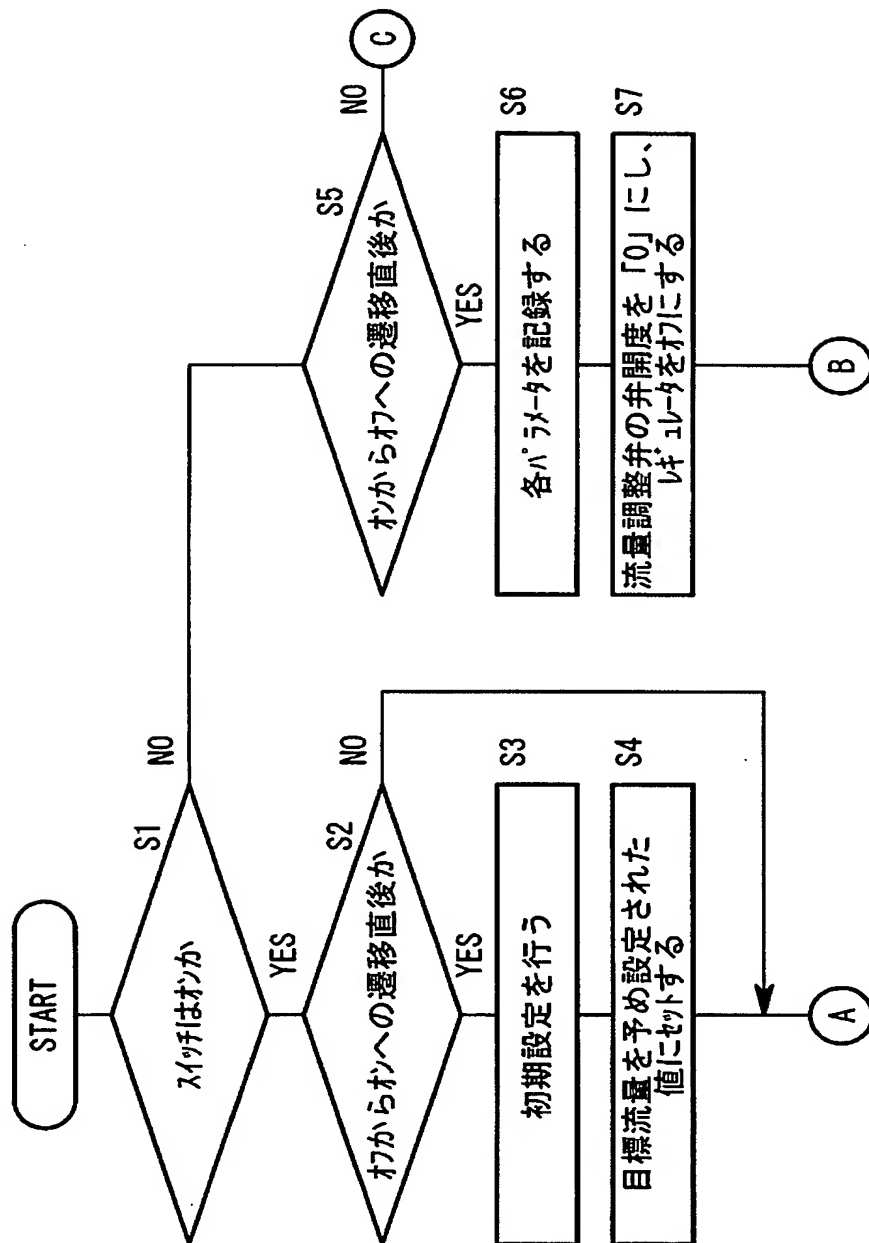 START
S1
スイッチはオンか
NO
YES
S2
オフからオンへの遷移直後か
NO
YES
S3
初期設定を行う
S4
目標流量を予め設定された
値にセットする
A
S5
オンからオフへの遷移直後か
NO
C
YES
S6
各パラメータを記録する
S7
流量調整弁の弁開度を「0」にし、
レギュレータをオフにする
B